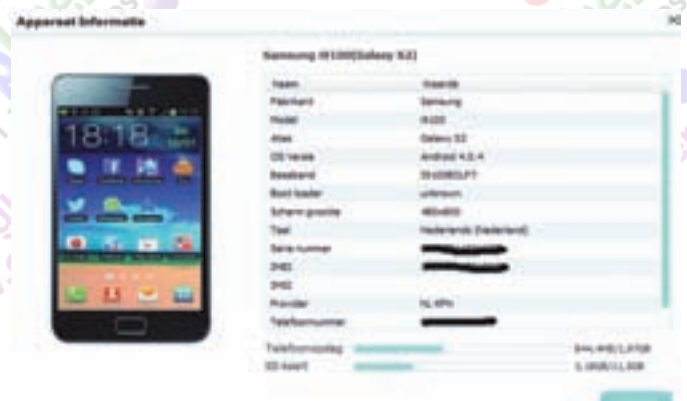 Apparaat Informatie
Samsung i9100(Galaxy S2)
Naam Waarde
Fabrikant Samsung
Model i9100
Alias Galaxy S2
OS Versie Android 4.0.4
Baseband
Boot loader unknown
Scherm grootte 480x800
Taal Nederlands (Nederland)
Serie nummer
IMEI
IMSI
Provider NL KPN
Telefoonnummer
Telefoonopslag
SD kaart
18:18